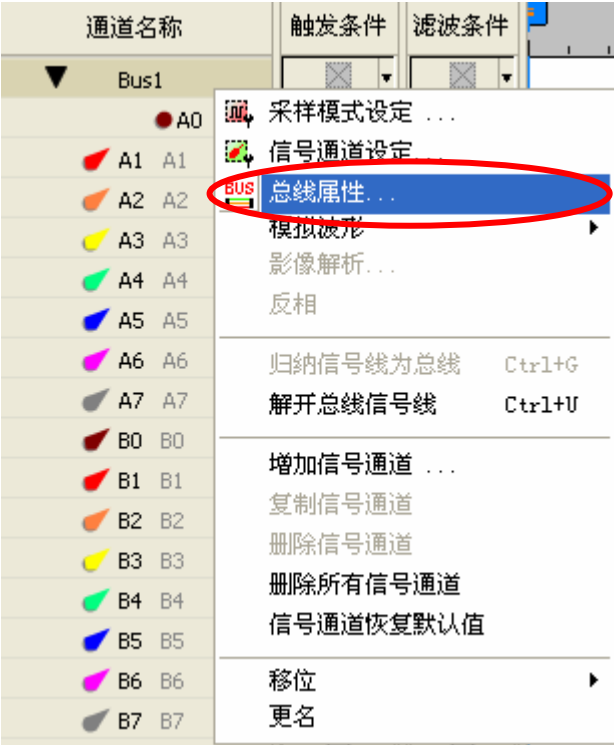 通道名称 触发条件 滤波条件
Bus1
A0 采样模式设定 ...
A1 A1 信号通道设定...
A2 A2 BUS 总线属性...
A3 A3 模拟波形
影像解析...
A4 A4 反相
A5 A5
A6 A6 归纳信号线为总线 Ctrl+G
A7 A7 解开总线信号线 Ctrl+U
B0 B0
B1 B1 增加信号通道 ...
B2 B2 复制信号通道
B3 B3 删除信号通道
B4 B4 删除所有信号通道
B5 B5 信号通道恢复默认值
B6 B6 移位
B7 B7 更名